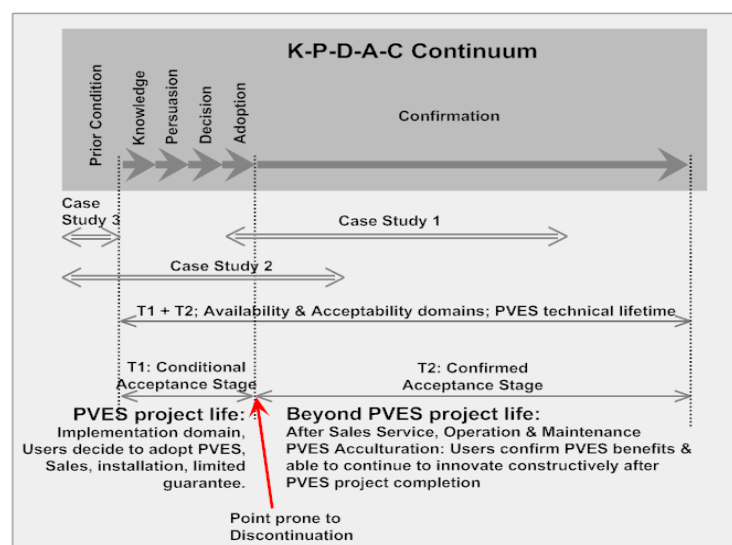 K-P-D-A-C Continuum
Prior Condition
Knowledge
Persuasion
Decision
Adoption
Confirmation
Case
Study 3
Case Study 1
Case Study 2
T1 + T2; Availability & Acceptability domains; PVES technical lifetime
T1: Conditional
Acceptance Stage
T2: Confirmed
Acceptance Stage
PVES project life:
Implementation domain,
Users decide to adopt PVES,
Sales, installation, limited
guarantee.
Beyond PVES project life:
After Sales Service, Operation & Maintenance
PVES Acculturation: Users confirm PVES benefits &
able to continue to innovate constructively after
PVES project completion
Point prone to
Discontinuation